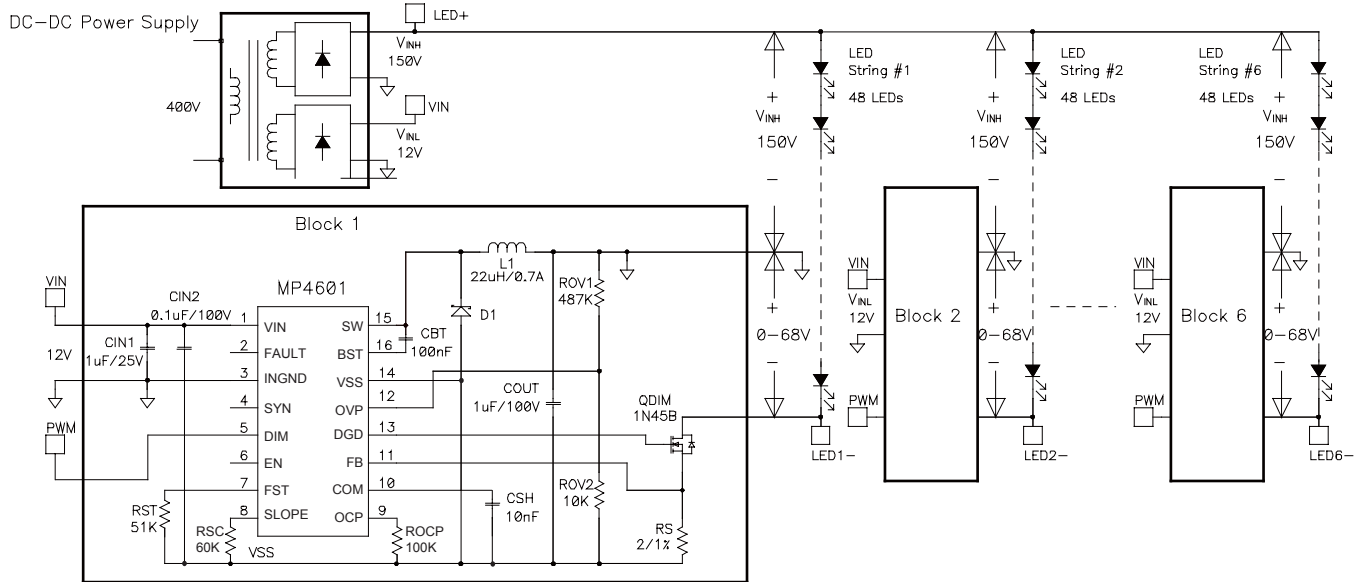 DC-DC Power Supply
400V
LED+
VINH
150V
VIN
VINL
12V
LED
String #1
48 LEDs
+
VINH
150V
-
LED
String #2
48 LEDs
+
VINH
150V
-
LED
String #6
48 LEDs
+
VINH
150V
-
Block 1
VIN
12V
PWM
CIN2
0.1uF/100V
CIN1
1uF/25V
MP4601
1 VIN
2 FAULT
3 INGND
4 SYN
5 DIM
6 EN
7 FST
8 SLOPE
SW 15
BST 16
VSS 14
OVP 12
DGD 13
FB 11
COM 10
OCP 9
RST
51K
RSC
60K
VSS
ROCP
100K
CBT
100nF
D1
L1
22uH/0.7A
COUT
1uF/100V
CSH
10nF
ROV1
487K
ROV2
10K
QDIM
1N45B
RS
2/1%
+
0-68V
-
LED1-
VIN
VINL
12V
PWM
Block 2
+
0-68V
-
LED2-
VIN
VINL
12V
PWM
Block 6
+
0-68V
-
LED6-